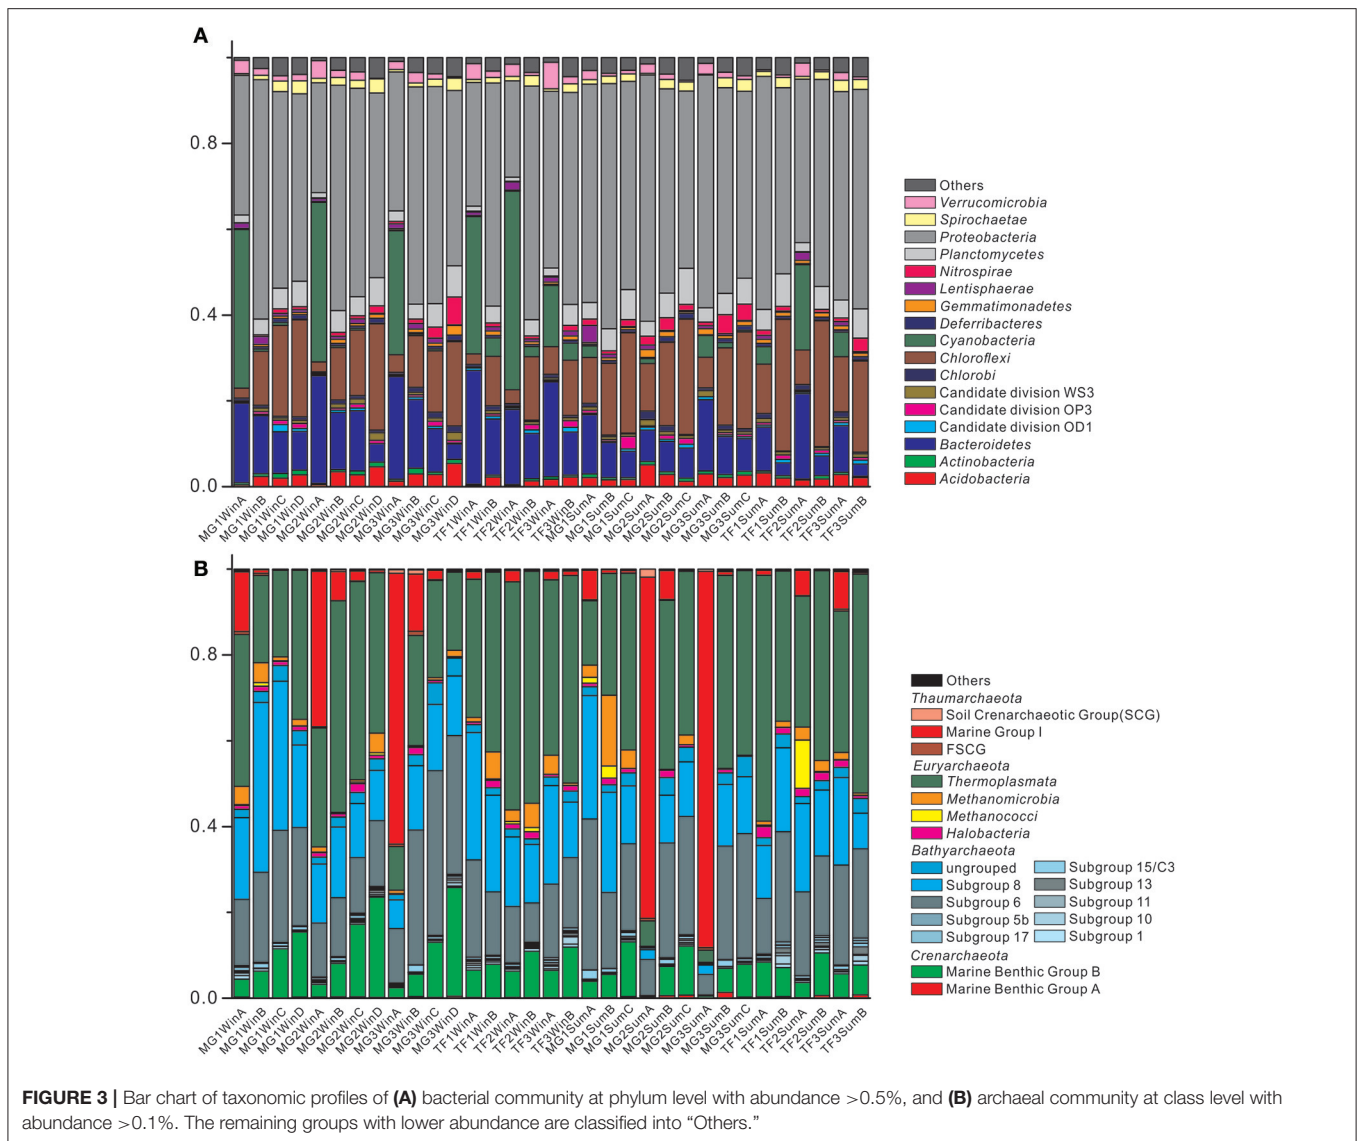 A
0.8
0.4
0.0
MG1WinA
MG1WinB
MG1WinC
MG1WinD
MG2WinA
MG2WinB
MG2WinC
MG2WinD
MG3WinA
MG3WinB
MG3WinC
MG3WinD
TF1WinA
TF1WinB
TF2WinA
TF2WinB
TF3WinA
TF3WinB
MG1SumA
MG1SumB
MG1SumC
MG2SumA
MG2SumB
MG2SumC
MG3SumA
MG3SumB
MG3SumC
TF1SumA
TF1SumB
TF2SumA
TF2SumB
TF3SumA
TF3SumB
Others
Verrucomicrobia
Spirochaetae
Proteobacteria
Planctomycetes
Nitrospirae
Lentisphaerae
Gemmatimonadetes
Deferribacteres
Cyanobacteria
Chloroflexi
Chlorobi
Candidate division WS3
Candidate division OP3
Candidate division OD1
Bacteroidetes
Actinobacteria
Acidobacteria
B
0.8
0.4
0.0
MG1WinA
MG1WinB
MG1WinC
MG1WinD
MG2WinA
MG2WinB
MG2WinC
MG2WinD
MG3WinA
MG3WinB
MG3WinC
MG3WinD
TF1WinA
TF1WinB
TF2WinA
TF2WinB
TF3WinA
TF3WinB
MG1SumA
MG1SumB
MG1SumC
MG2SumA
MG2SumB
MG2SumC
MG3SumA
MG3SumB
MG3SumC
TF1SumA
TF1SumB
TF2SumA
TF2SumB
TF3SumA
TF3SumB
Others
Thaumarchaeota
Soil Crenarchaeotic Group(SCG)
Marine Group I
FSCG
Euryarchaeota
Thermoplasmata
Methanomicrobia
Methanococci
Halobacteria
Bathyarchaeota
ungrouped Subgroup 15/C3
Subgroup 8 Subgroup 13
Subgroup 6 Subgroup 11
Subgroup 5b Subgroup 10
Subgroup 17 Subgroup 1
Crenarchaeota
Marine Benthic Group B
Marine Benthic Group A
FIGURE 3 | Bar chart of taxonomic profiles of (A) bacterial community at phylum level with abundance >0.5%, and (B) archaeal community at class level with
abundance >0.1%. The remaining groups with lower abundance are classified into “Others.”